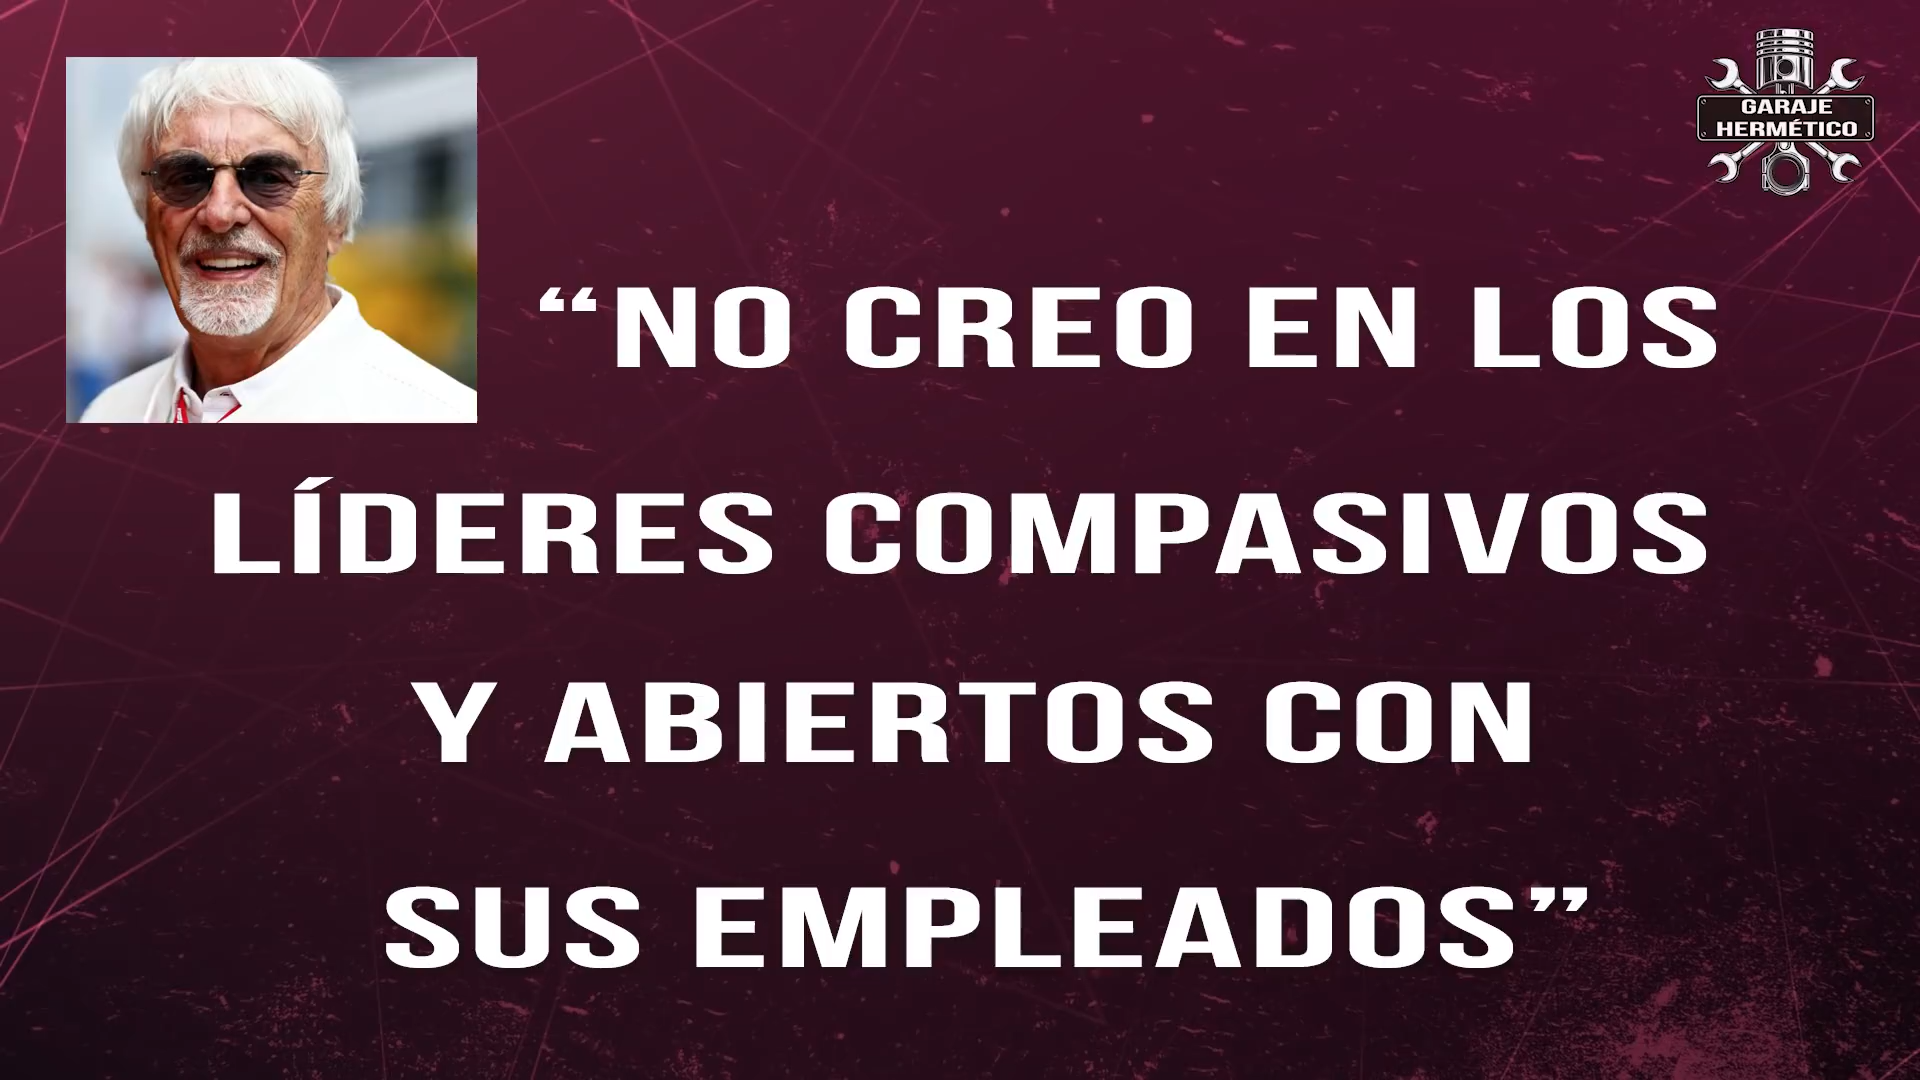 GARAJE
HERMÉTICO
“NO CREO EN LOS
LÍDERES COMPASIVOS
Y ABIERTOS CON
SUS EMPLEADOS”